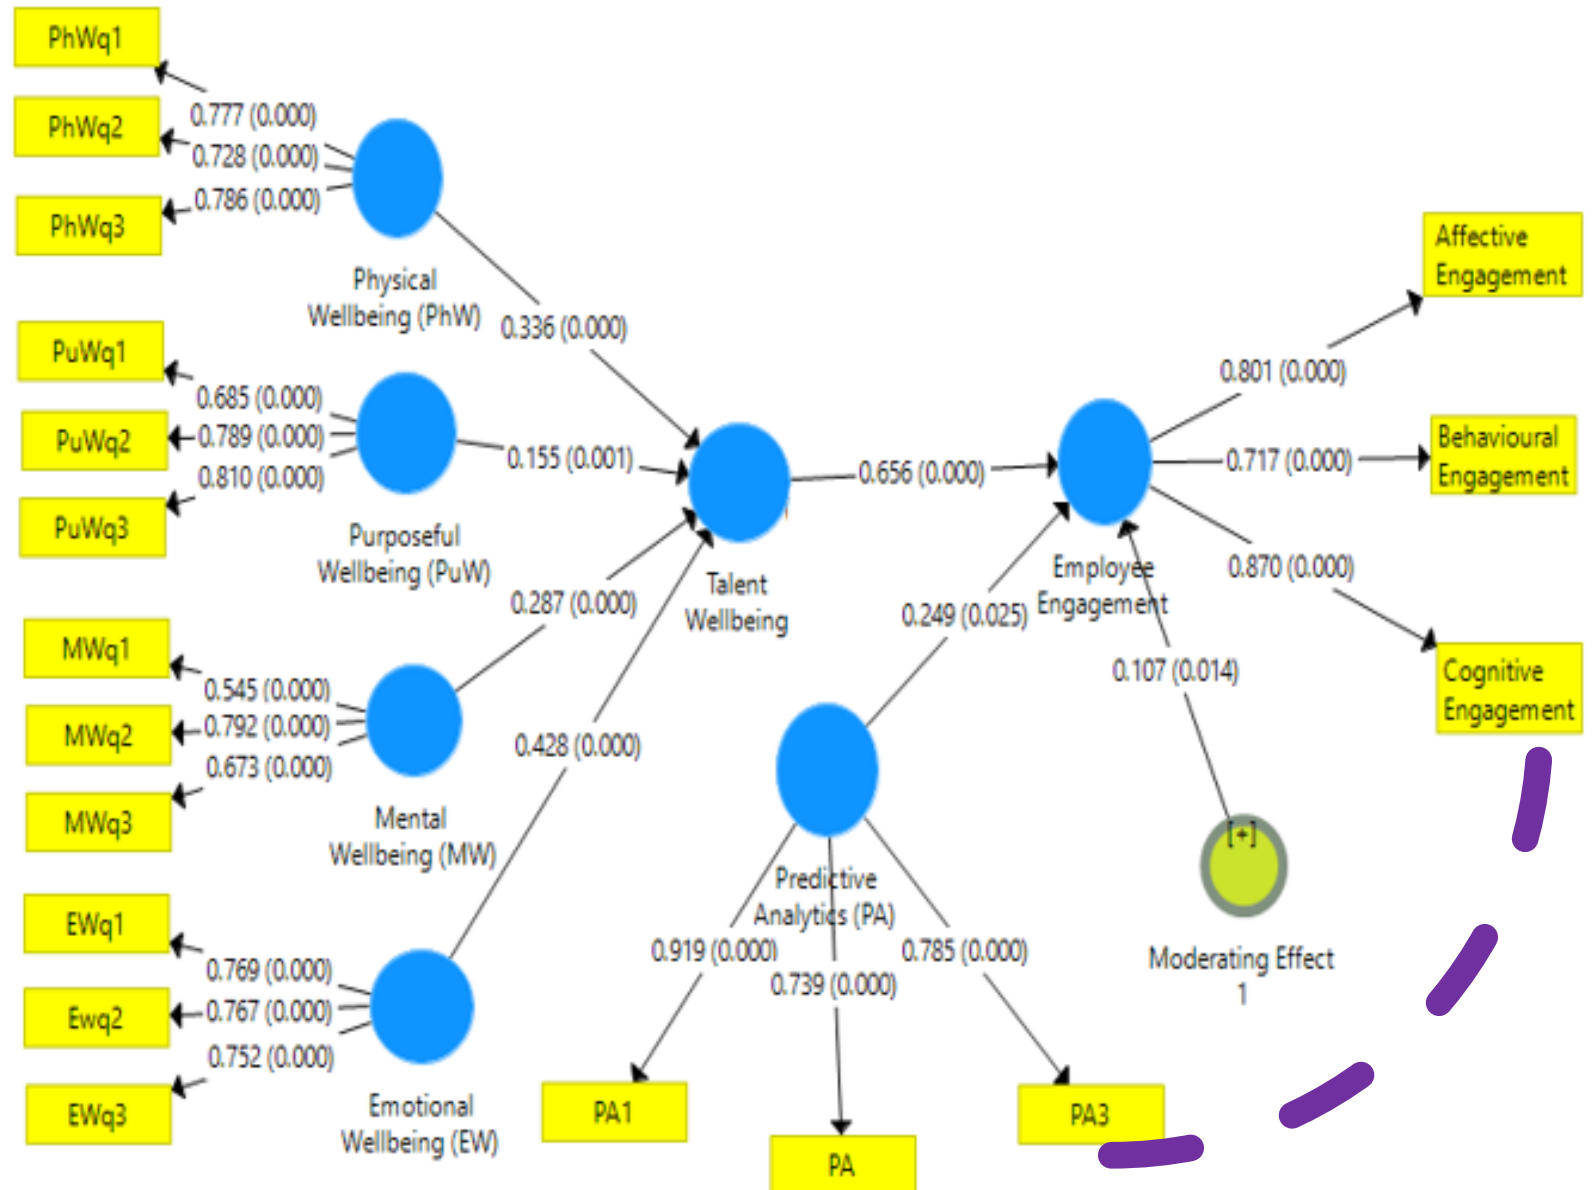 PhWq1
0.777 (0.000)
PhWq2
0.728 (0.000)
0.786 (0.000)
PhWq3
Physical
Wellbeing (PhW)
0.336 (0.000)
PuWq1
0.685 (0.000)
PuWq2
0.789 (0.000)
0.810 (0.000)
PuWq3
Purposeful
Wellbeing (PuW)
0.155 (0.001)
MWq1
0.545 (0.000)
MWq2
0.792 (0.000)
0.673 (0.000)
MWq3
Mental
Wellbeing (MW)
0.287 (0.000)
EWq1
0.769 (0.000)
Ewq2
0.767 (0.000)
0.752 (0.000)
EWq3
Emotional
Wellbeing (EW)
0.428 (0.000)
Talent
Wellbeing
0.656 (0.000)
Employee
Engagement
0.249 (0.025)
0.107 (0.014)
Affective
Engagement
0.801 (0.000)
Behavioural
Engagement
0.717 (0.000)
0.870 (0.000)
Cognitive
Engagement
Predictive
Analytics (PA)
0.919 (0.000)
0.739 (0.000)
0.785 (0.000)
PA1
PA
PA3
[+]
Moderating Effect
1